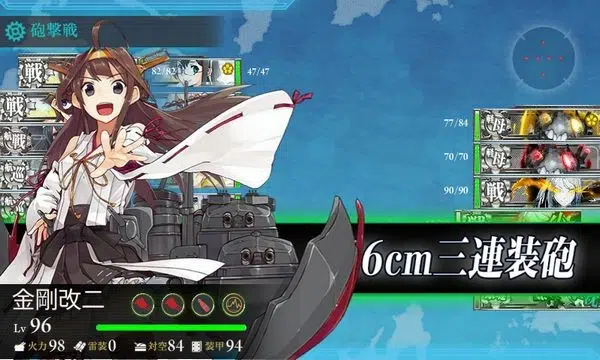 砲撃戦
82/82
47/47
戦
戦
戦
巡
77/84
母
70/70
母
90/90
戦
6cm三連装砲
金剛改二
Lv 96
火力98 雷装0 対空84 装甲94